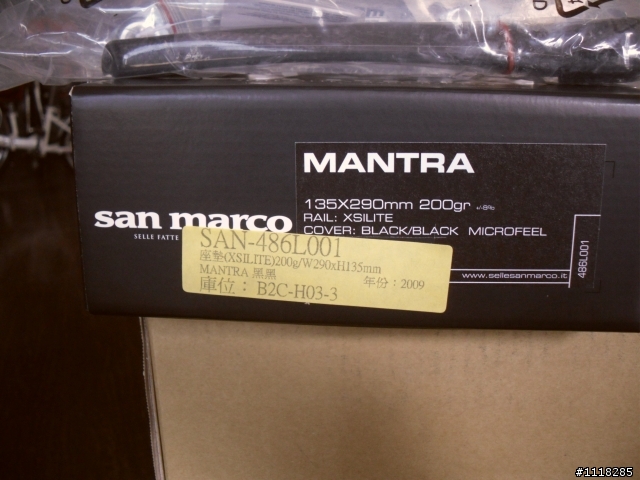 MANTRA
135X290mm 200gr +/-8%
RAIL: XSILITE
COVER: BLACK/BLACK MICROFEEL
san marco
SELLE FATTE
www.sellesanmarco.it
486L001
SAN-486L001
座墊(XSILITE)200g/W290xH135mm
MANTRA 黑黑 年份：2009
庫位： B2C-H03-3
#1118285